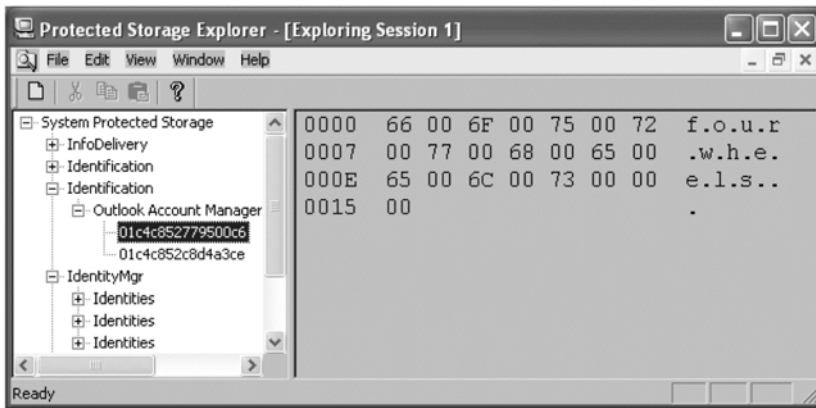 Protected Storage Explorer - [Exploring Session 1]
File Edit View Window Help
System Protected Storage
InfoDelivery
Identification
Identification
Outlook Account Manager
01c4c852779500c6
01c4c852c8d4a3ce
IdentityMgr
Identities
Identities
Identities
0000 66 00 6F 00 75 00 72 f.o.u.r
0007 00 77 00 68 00 65 00 .w.h.e.
000E 65 00 6C 00 73 00 00 e.l.s..
0015 00 .
Ready